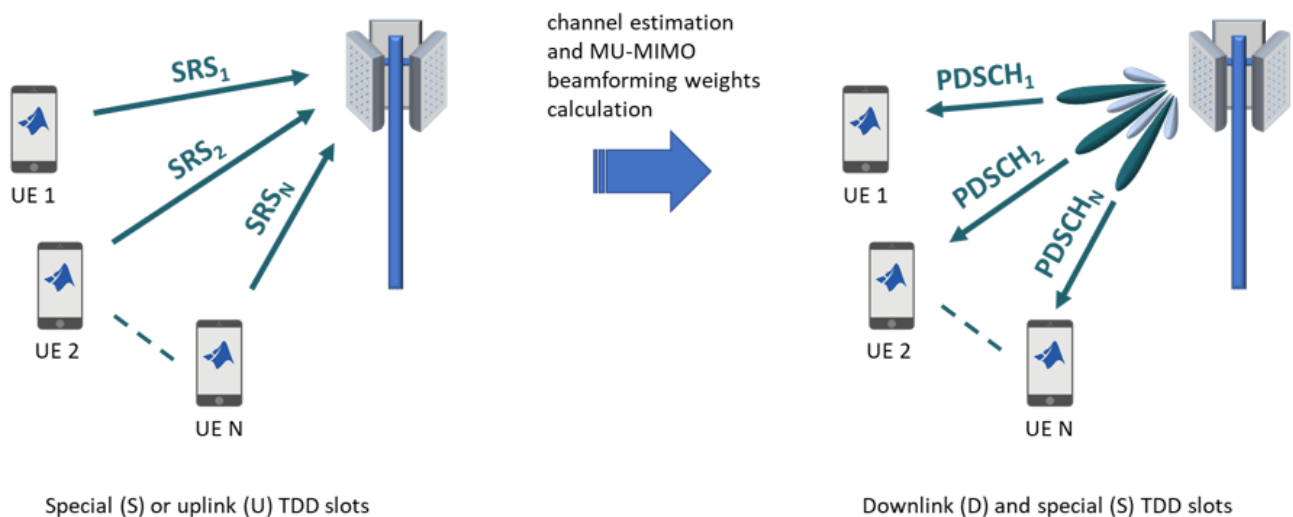 SRS1
SRS2
SRSN
UE 1
UE 2
UE N
Special (S) or uplink (U) TDD slots
channel estimation
and MU-MIMO
beamforming weights
calculation
PDSCH1
PDSCH2
PDSCHN
UE 1
UE 2
UE N
Downlink (D) and special (S) TDD slots